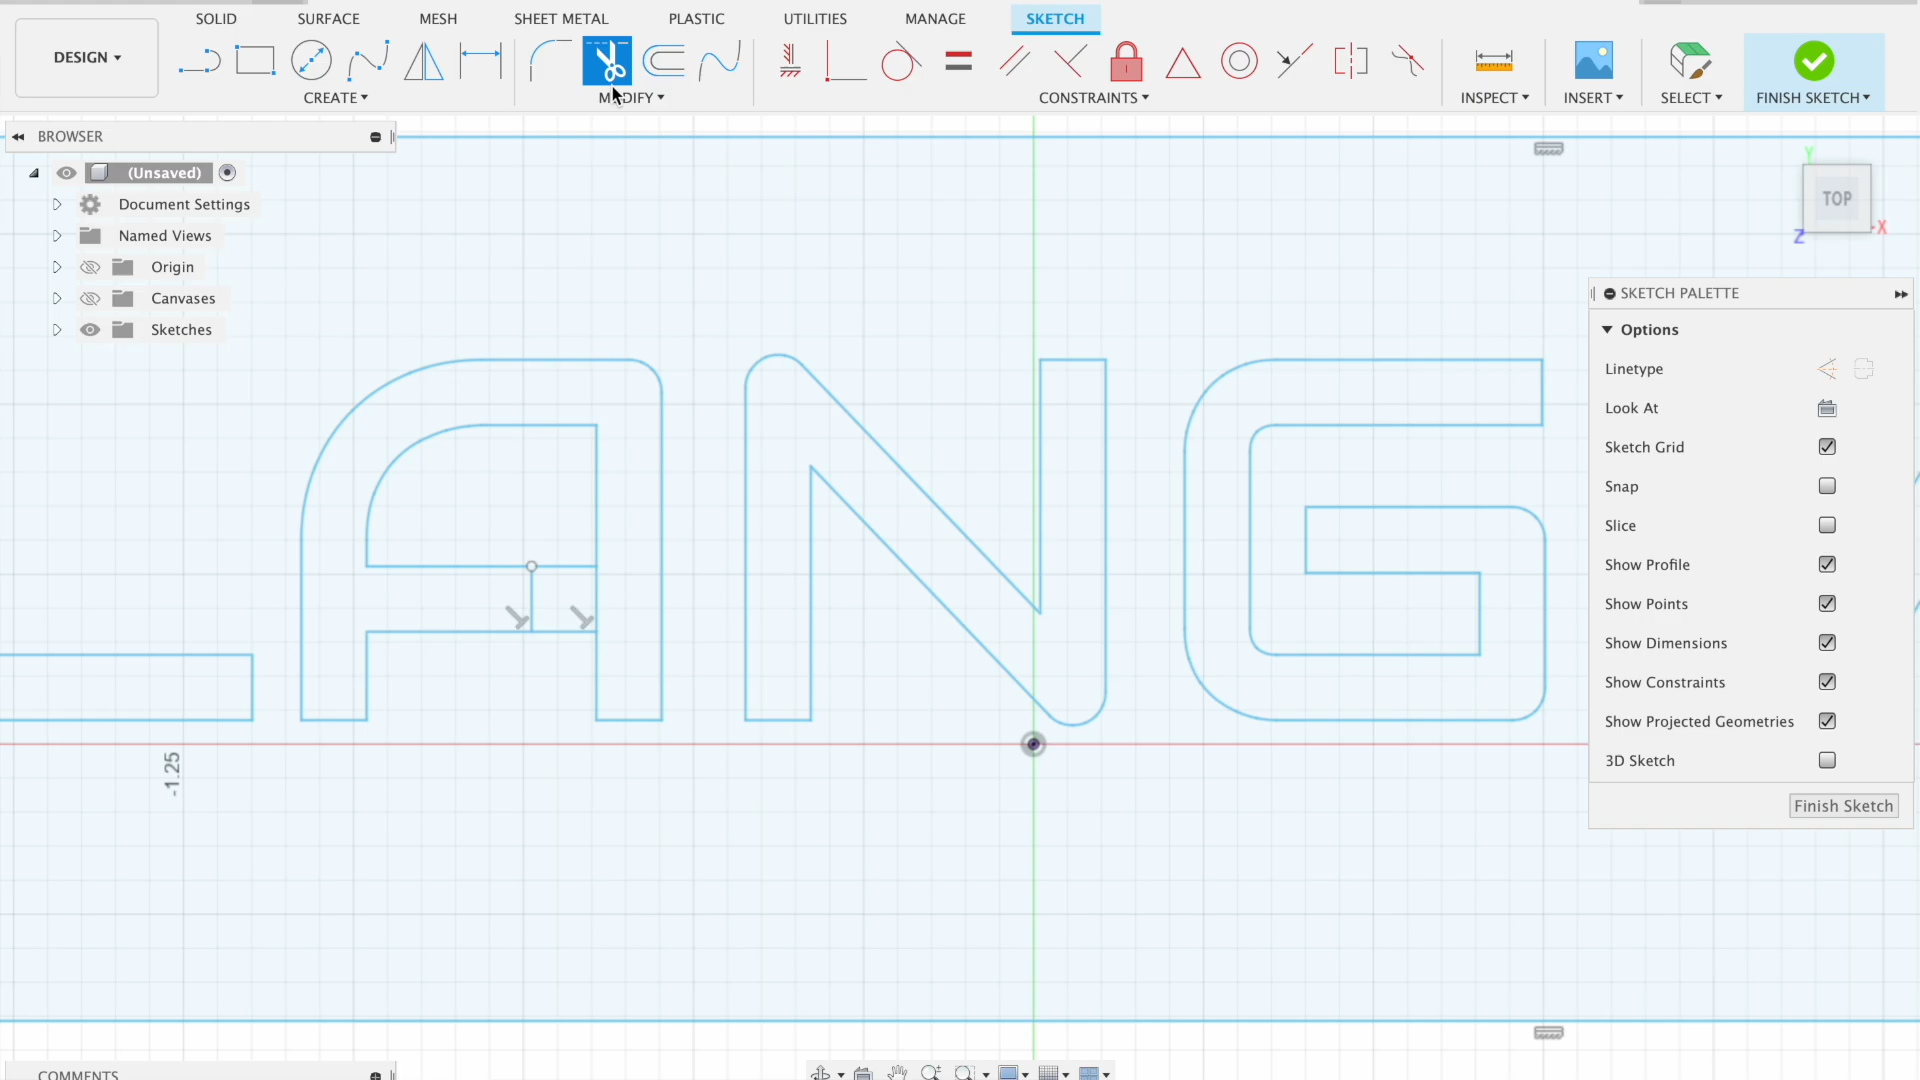 SOLID SURFACE MESH SHEET METAL PLASTIC UTILITIES MANAGE SKETCH
DESIGN
CREATE MODIFY CONSTRAINTS INSPECT INSERT SELECT FINISH SKETCH
BROWSER
(Unsaved)
Document Settings
Named Views
Origin
Canvases
Sketches
Y
TOP
X
Z
SKETCH PALETTE
Options
Linetype
Look At
Sketch Grid
Snap
Slice
Show Profile
Show Points
Show Dimensions
Show Constraints
Show Projected Geometries
3D Sketch
Finish Sketch
ANG
-1.25
COMMENTS